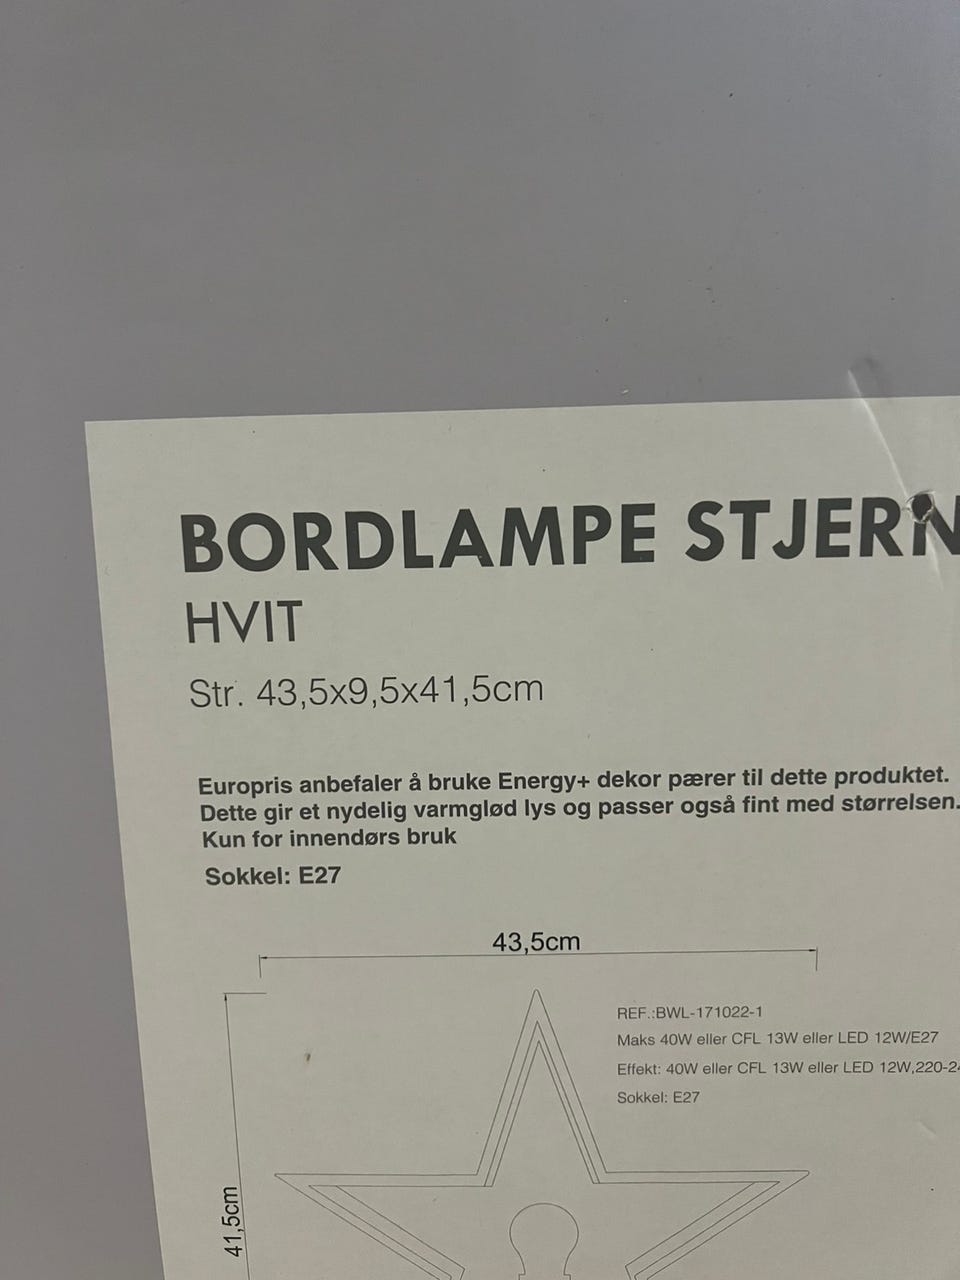 BORDLAMPE STJERN
HVIT
Str. 43,5x9,5x41,5cm
Europris anbefaler å bruke Energy+ dekor pærer til dette produktet.
Dette gir et nydelig varmglød lys og passer også fint med størrelsen.
Kun for innendørs bruk
Sokkel: E27
43,5cm
REF.:BWL-171022-1
Maks 40W eller CFL 13W eller LED 12W/E27
Effekt: 40W eller CFL 13W eller LED 12W,220-24
Sokkel: E27
41,5cm